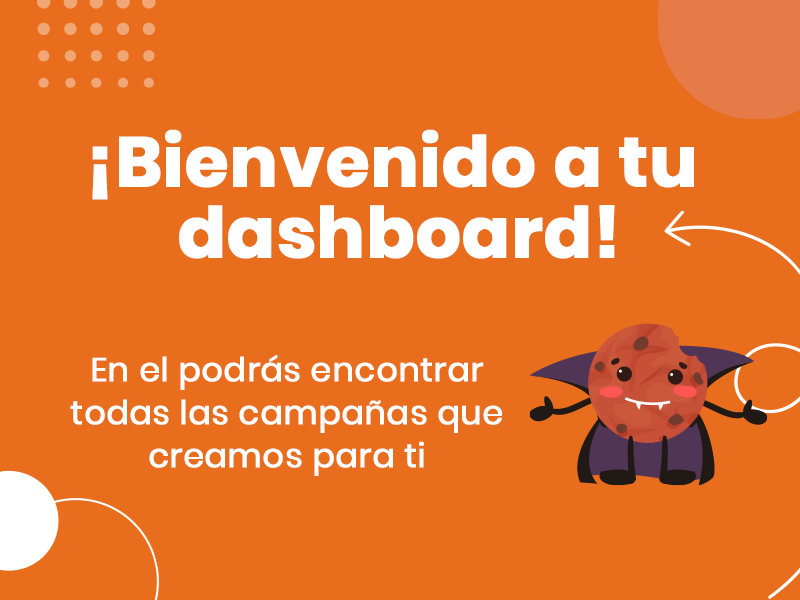 ¡Bienvenido a tu
dashboard!
En el podrás encontrar
todas las campañas que
creamos para ti